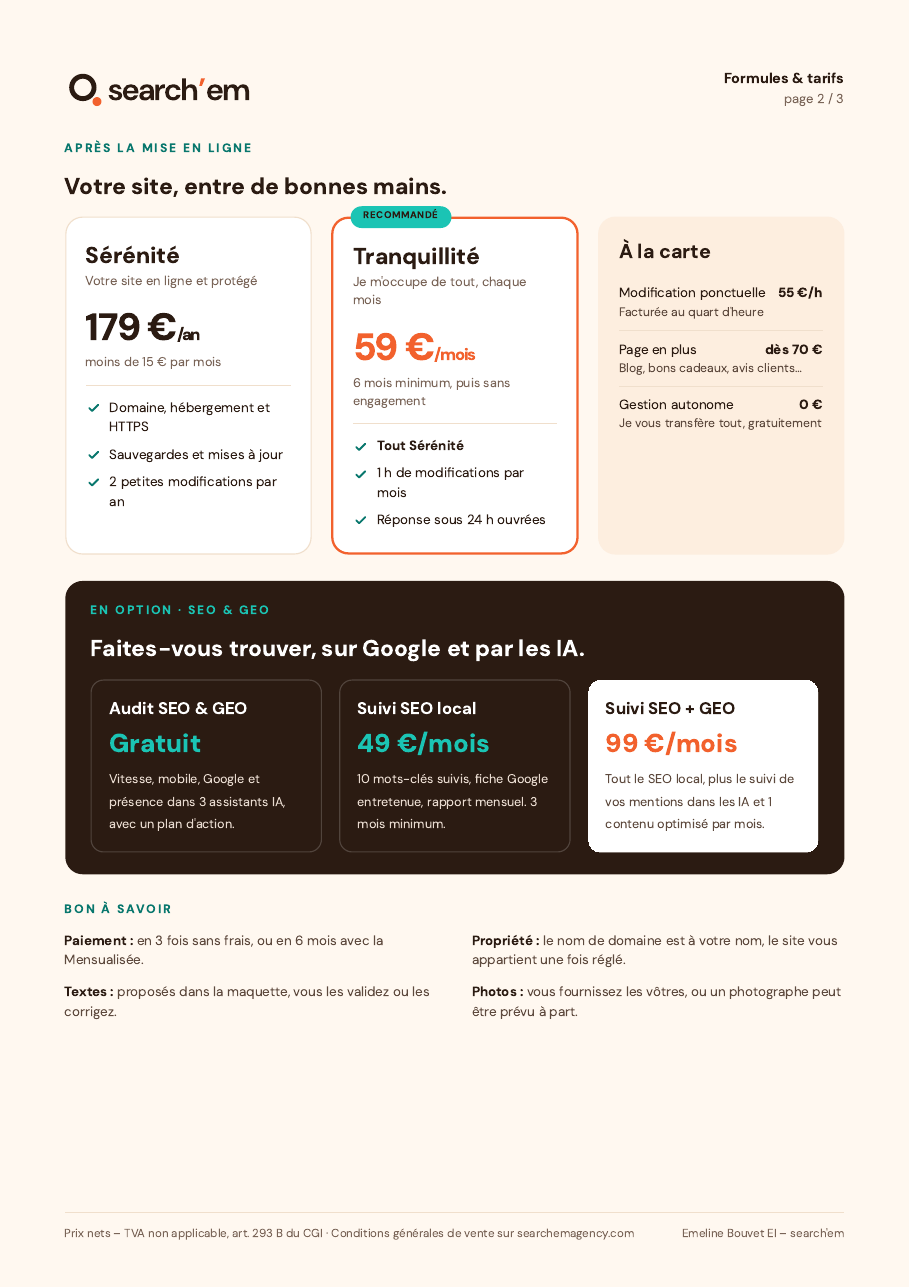 search'em
Formules & tarifs
page 2 / 3
APRÈS LA MISE EN LIGNE
Votre site, entre de bonnes mains.
Sérénité
Votre site en ligne et protégé
179 €/an
moins de 15 € par mois
Domaine, hébergement et
HTTPS
Sauvegardes et mises à jour
2 petites modifications par
an
RECOMMANDÉ
Tranquillité
Je m'occupe de tout, chaque
mois
59 €/mois
6 mois minimum, puis sans
engagement
Tout Sérénité
1 h de modifications par
mois
Réponse sous 24 h ouvrées
À la carte
Modification ponctuelle 55 €/h
Facturée au quart d'heure
Page en plus dès 70 €
Blog, bons cadeaux, avis clients…
Gestion autonome 0 €
Je vous transfère tout, gratuitement
EN OPTION · SEO & GEO
Faites-vous trouver, sur Google et par les IA.
Audit SEO & GEO
Gratuit
Vitesse, mobile, Google et
présence dans 3 assistants IA,
avec un plan d'action.
Suivi SEO local
49 €/mois
10 mots-clés suivis, fiche Google
entretenue, rapport mensuel. 3
mois minimum.
Suivi SEO + GEO
99 €/mois
Tout le SEO local, plus le suivi de
vos mentions dans les IA et 1
contenu optimisé par mois.
BON À SAVOIR
Paiement : en 3 fois sans frais, ou en 6 mois avec la
Mensualisée.
Propriété : le nom de domaine est à votre nom, le site vous
appartient une fois réglé.
Textes : proposés dans la maquette, vous les validez ou les
corrigez.
Photos : vous fournissez les vôtres, ou un photographe peut
être prévu à part.
Prix nets – TVA non applicable, art. 293 B du CGI · Conditions générales de vente sur searchemagency.com
Emeline Bouvet EI – search'em